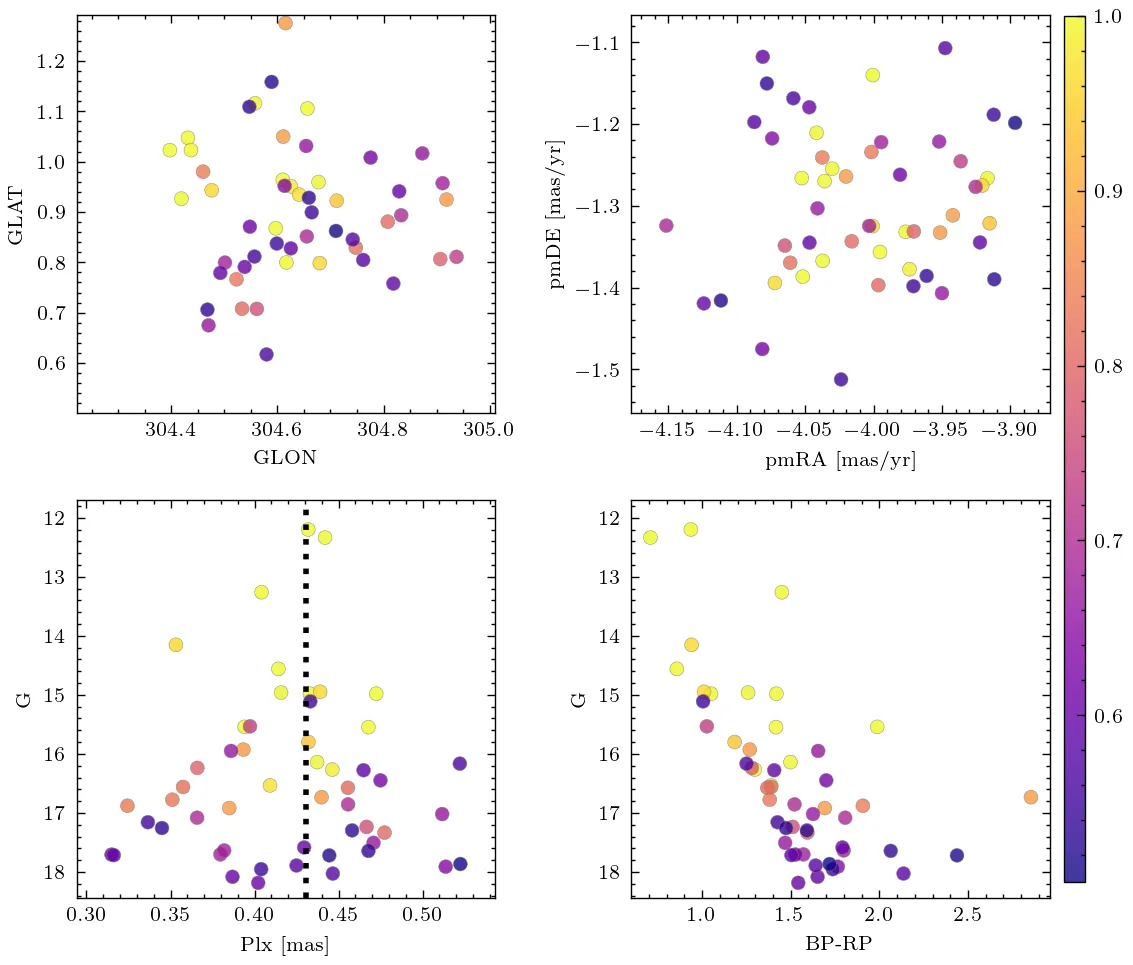 1.2
1.1
1.0
0.9
0.8
0.7
0.6
GLAT
304.4 304.6 304.8 305.0
GLON
−1.1
−1.2
−1.3
−1.4
−1.5
pmDE [mas/yr]
−4.15 −4.10 −4.05 −4.00 −3.95 −3.90
pmRA [mas/yr]
1.0
0.9
0.8
0.7
0.6
12
13
14
15
16
17
18
G
0.30 0.35 0.40 0.45 0.50
Plx [mas]
12
13
14
15
16
17
18
G
1.0 1.5 2.0 2.5
BP-RP